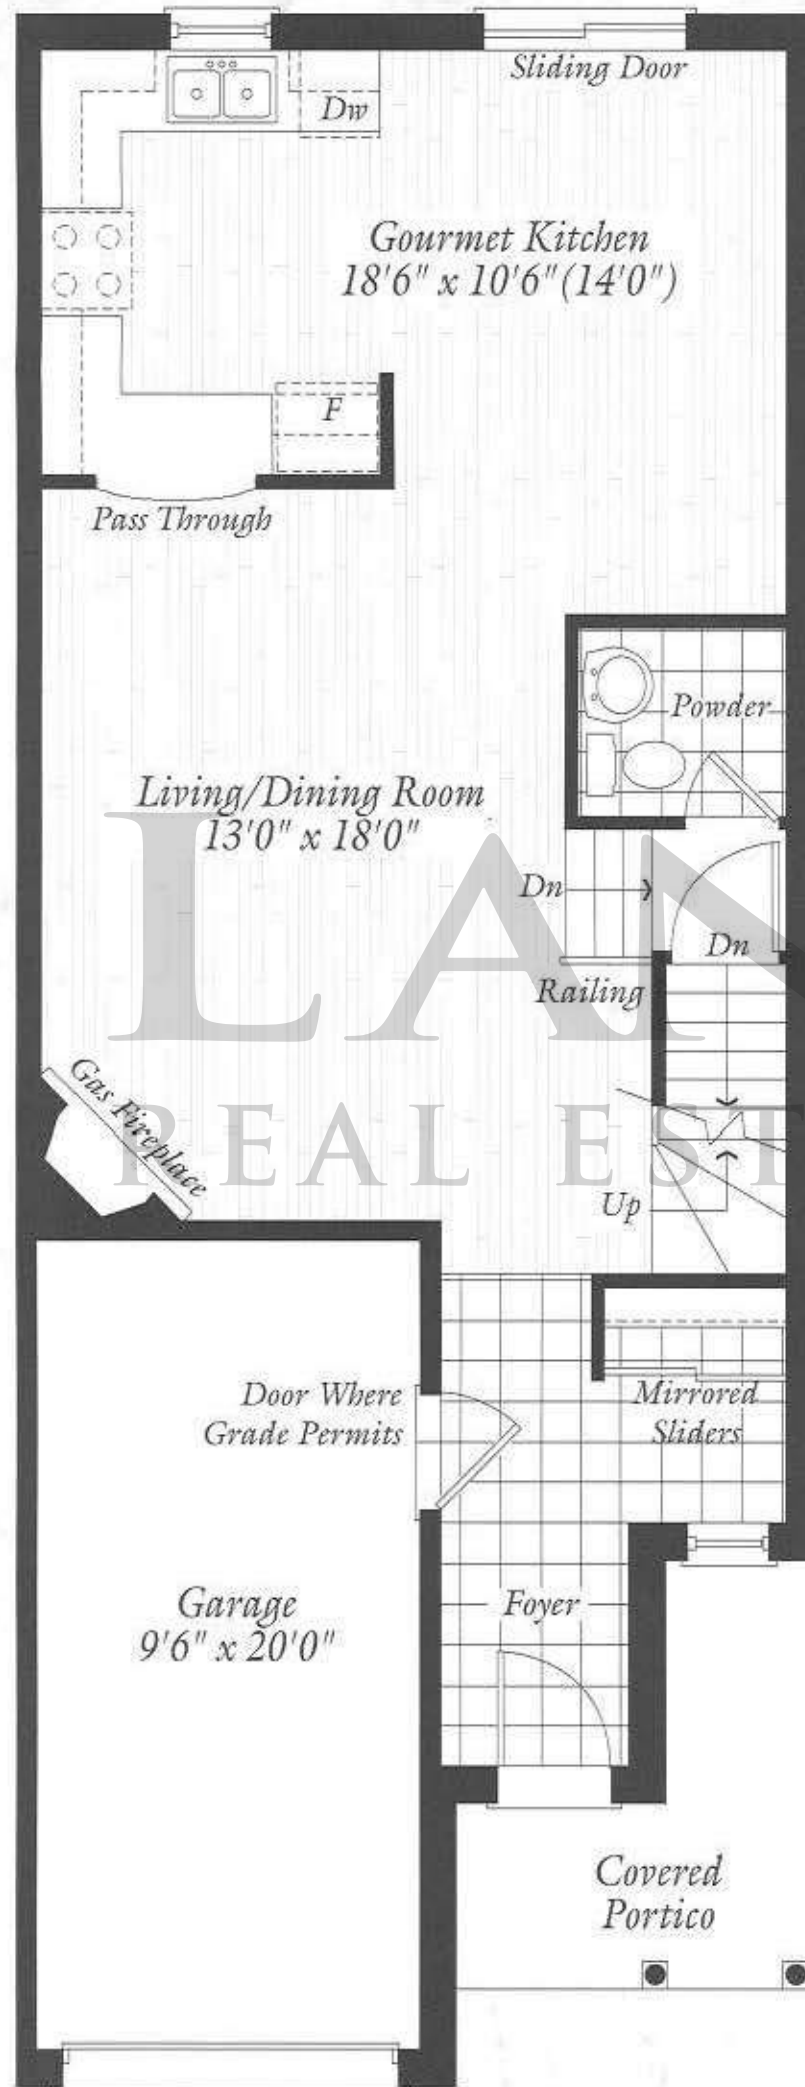 Sliding Door
Dw
Gourmet Kitchen
18'6" x 10'6"(14'0")
F
Pass Through
Powder
Living/Dining Room
13'0" x 18'0"
Dn
Dn
Railing
Gas Fireplace
Up
Door Where
Grade Permits
Mirrored
Sliders
Garage
9'6" x 20'0"
Foyer
Covered
Portico
REAL EST